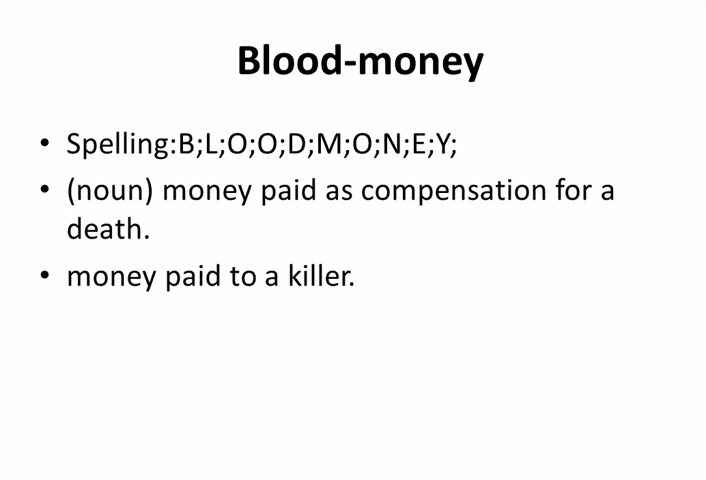 Blood-money
• Spelling:B;L;O;O;D;M;O;N;E;Y;
• (noun) money paid as compensation for a
death.
• money paid to a killer.